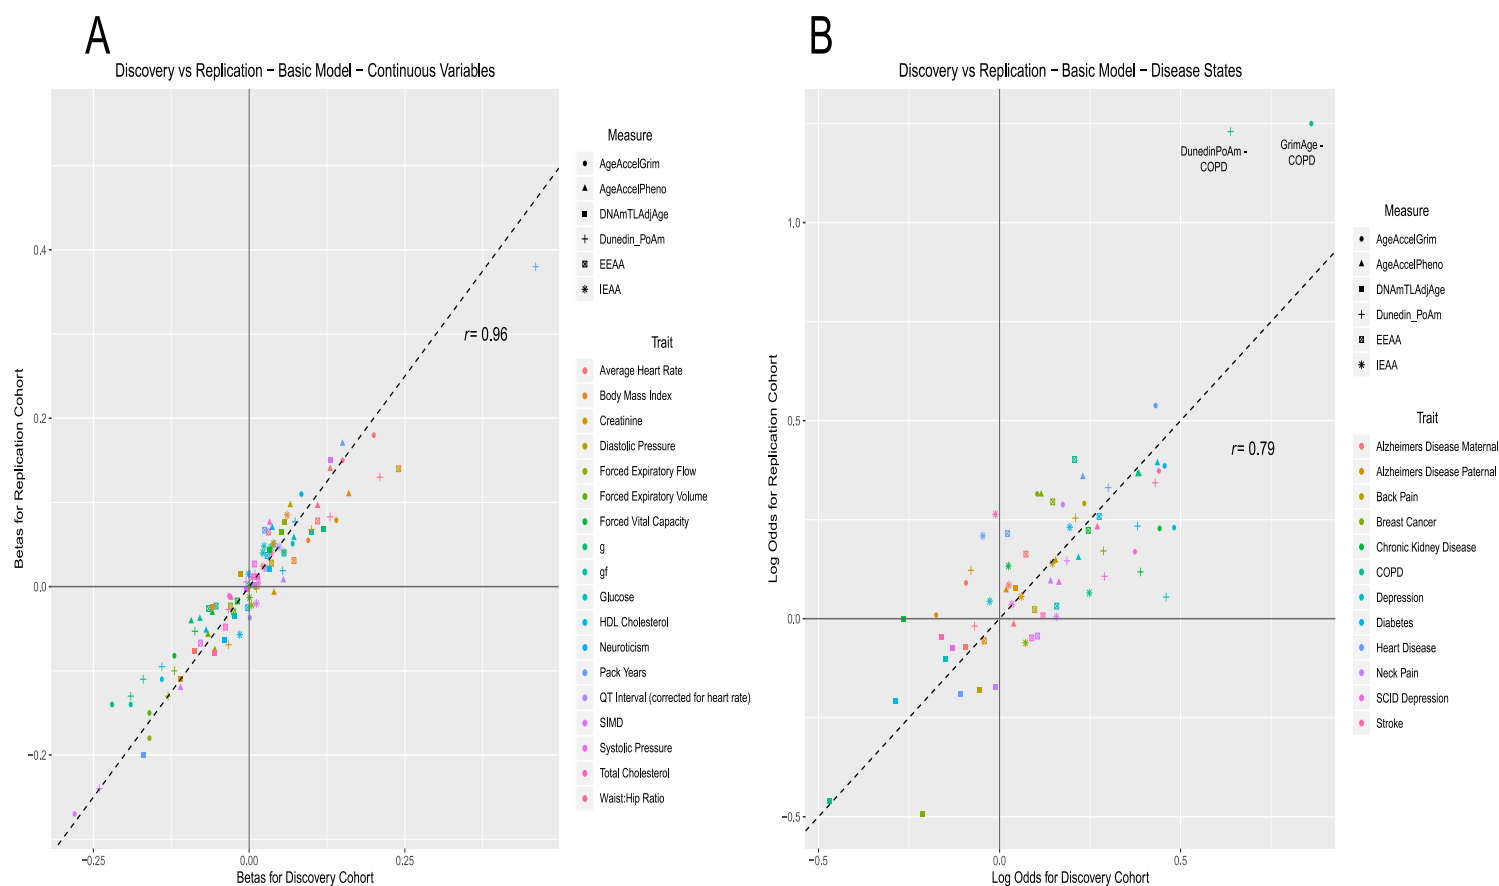 A
Discovery vs Replication − Basic Model − Continuous Variables
Betas for Replication Cohort
0.4
0.2
0.0
−0.2
−0.25
0.00
0.25
Betas for Discovery Cohort
r= 0.96
Measure
AgeAccelGrim
AgeAccelPheno
DNAmTLAdjAge
Dunedin_PoAm
EEAA
IEAA
Trait
Average Heart Rate
Body Mass Index
Creatinine
Diastolic Pressure
Forced Expiratory Flow
Forced Expiratory Volume
Forced Vital Capacity
g
gf
Glucose
HDL Cholesterol
Neuroticism
Pack Years
QT Interval (corrected for heart rate)
SIMD
Systolic Pressure
Total Cholesterol
Waist:Hip Ratio
B
Discovery vs Replication − Basic Model − Disease States
Log Odds for Replication Cohort
1.0
0.5
0.0
−0.5
−0.5
0.0
0.5
Log Odds for Discovery Cohort
DunedinPoAm -
COPD
GrimAge -
COPD
r= 0.79
Measure
AgeAccelGrim
AgeAccelPheno
DNAmTLAdjAge
Dunedin_PoAm
EEAA
IEAA
Trait
Alzheimers Disease Maternal
Alzheimers Disease Paternal
Back Pain
Breast Cancer
Chronic Kidney Disease
COPD
Depression
Diabetes
Heart Disease
Neck Pain
SCID Depression
Stroke